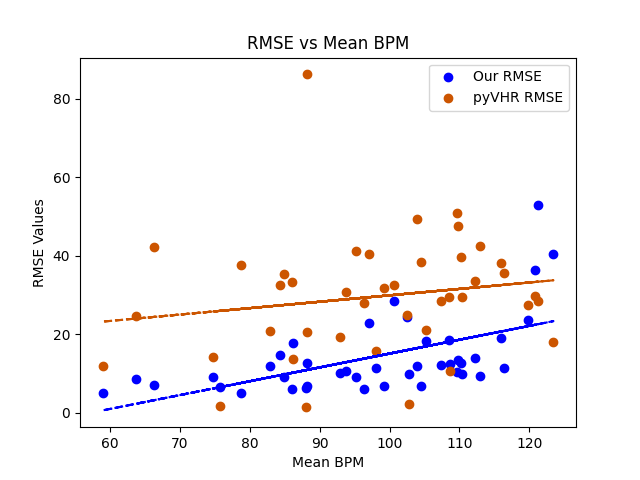 RMSE vs Mean BPM
Our RMSE
pyVHR RMSE
80
60
40
20
0
RMSE Values
60 70 80 90 100 110 120
Mean BPM